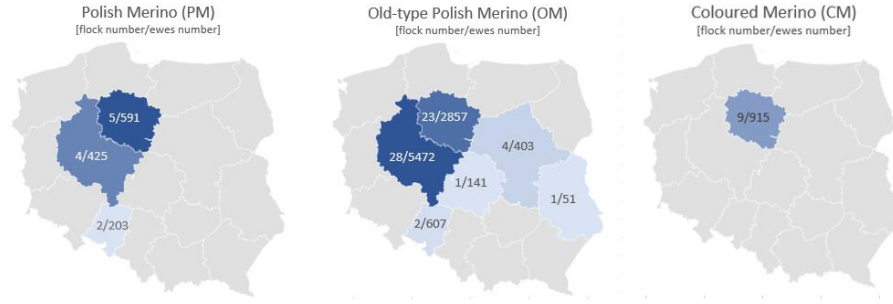 Polish Merino (PM)
[flock number/ewes number]
5/591
4/425
2/203
Old-type Polish Merino (OM)
[flock number/ewes number]
23/2857
28/5472
4/403
1/141
1/51
2/607
Coloured Merino (CM)
[flock number/ewes number]
9/915